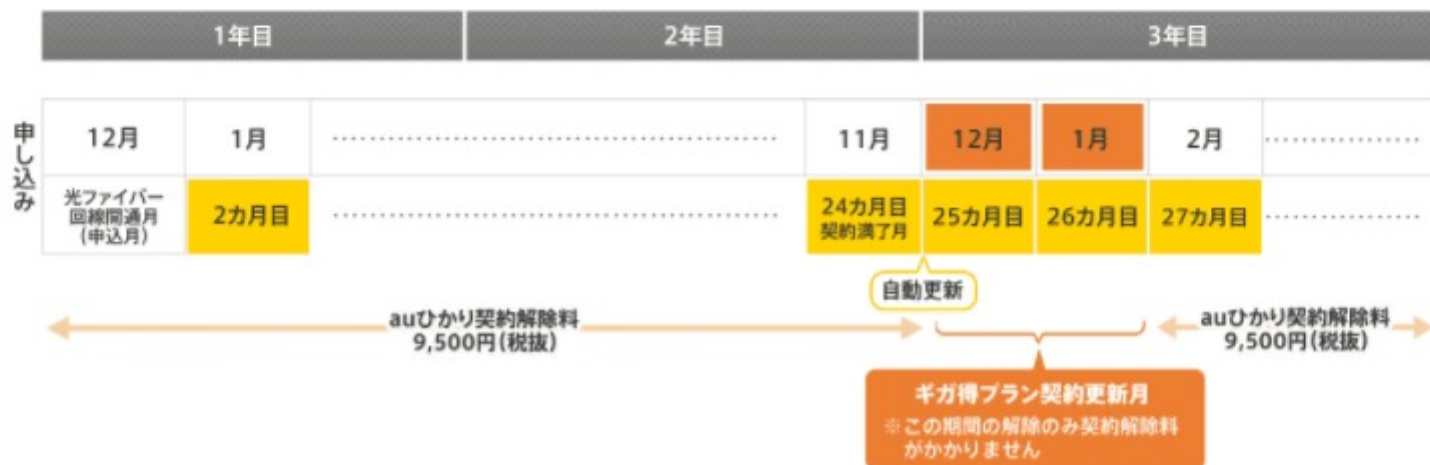 1年目
2年目
3年目
申し込み
12月
1月
11月
12月
1月
2月
光ファイバー
回線開通月
(申込月)
2カ月目
24カ月目
契約満了月
25カ月目
26カ月目
27カ月目
自動更新
auひかり契約解除料
9,500円(税抜)
auひかり契約解除料
9,500円(税抜)
ギガ得プラン契約更新月
※この期間の解除のみ契約解除料
がかかりません